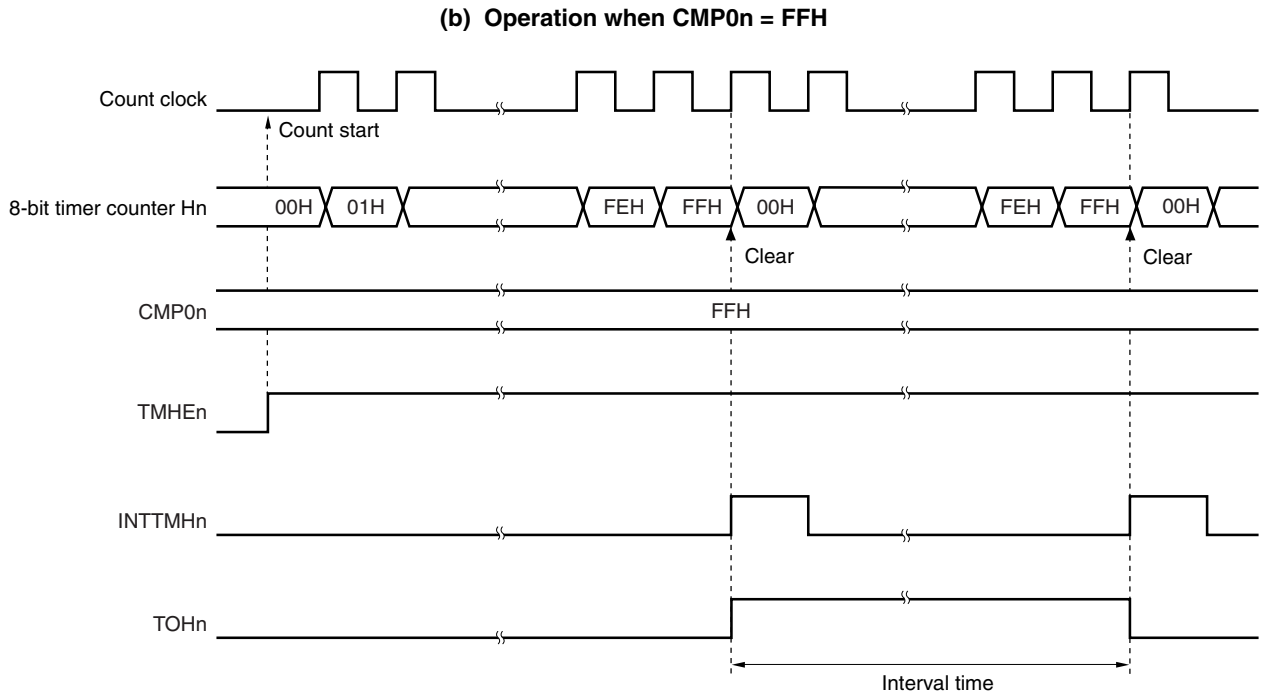 (b) Operation when CMP0n = FFH
Count clock
Count start
8-bit timer counter Hn
00H 01H FEH FFH 00H FEH FFH 00H
Clear Clear
CMP0n FFH
TMHEn
INTTMHn
TOHn
Interval time